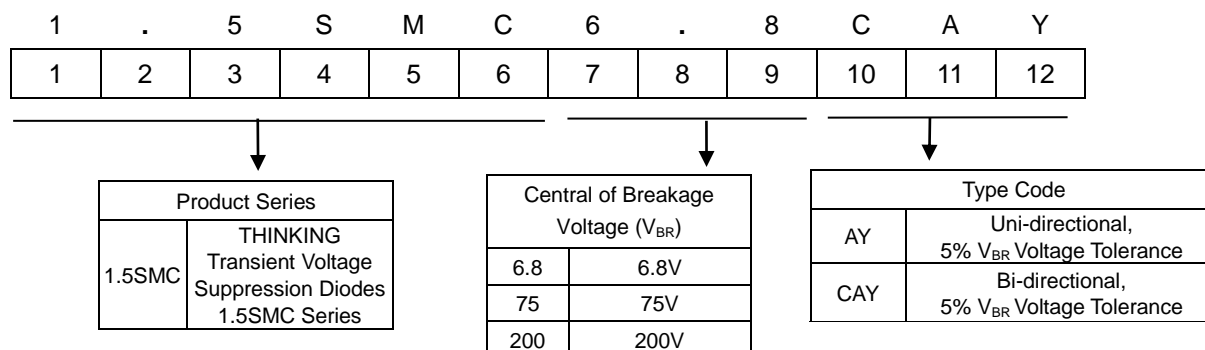 1 . 5 S M C 6 . 8 C A Y
1 2 3 4 5 6 7 8 9 10 11 12
Product Series
1.5SMC
THINKING
Transient Voltage
Suppression Diodes
1.5SMC Series
Central of Breakage
Voltage (VBR)
6.8 6.8V
75 75V
200 200V
Type Code
AY
Uni-directional,
5% VBR Voltage Tolerance
CAY
Bi-directional,
5% VBR Voltage Tolerance